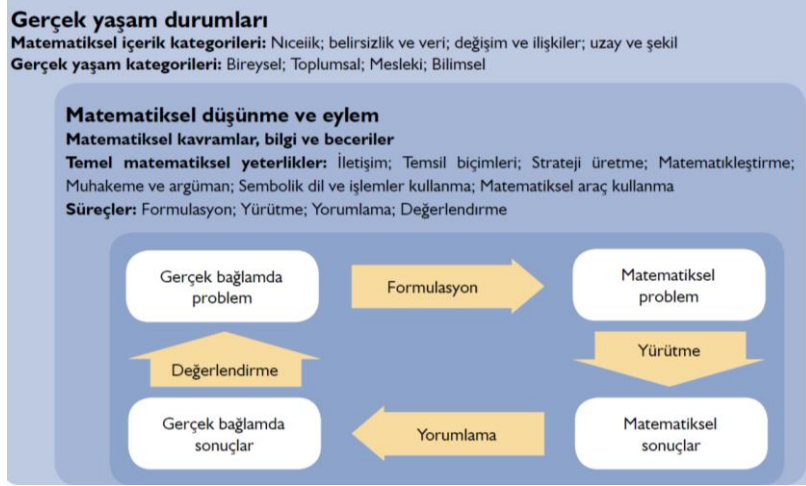 Gerçek yaşam durumları
Matematiksel içerik kategorileri: Nıceiik; belirsizlik ve veri; değişim ve ilişkiler; uzay ve şekil
Gerçek yaşam kategorileri: Bireysel; Toplumsal; Mesleki; Bilimsel
Matematiksel düşünme ve eylem
Matematiksel kavramlar, bilgi ve beceriler
Temel matematiksel yeterlikler: İletişim; Temsil biçimleri; Strateji üretme; Matematıkleştirme;
Muhakeme ve argüman; Sembolik dil ve işlemler kullanma; Matematiksel araç kullanma
Süreçler: Formulasyon; Yürütme; Yorumlama; Değerlendirme
Gerçek bağlamda
problem
Formulasyon
Matematiksel
problem
Yürütme
Değerlendirme
Gerçek bağlamda
sonuçlar
Yorumlama
Matematiksel
sonuçlar